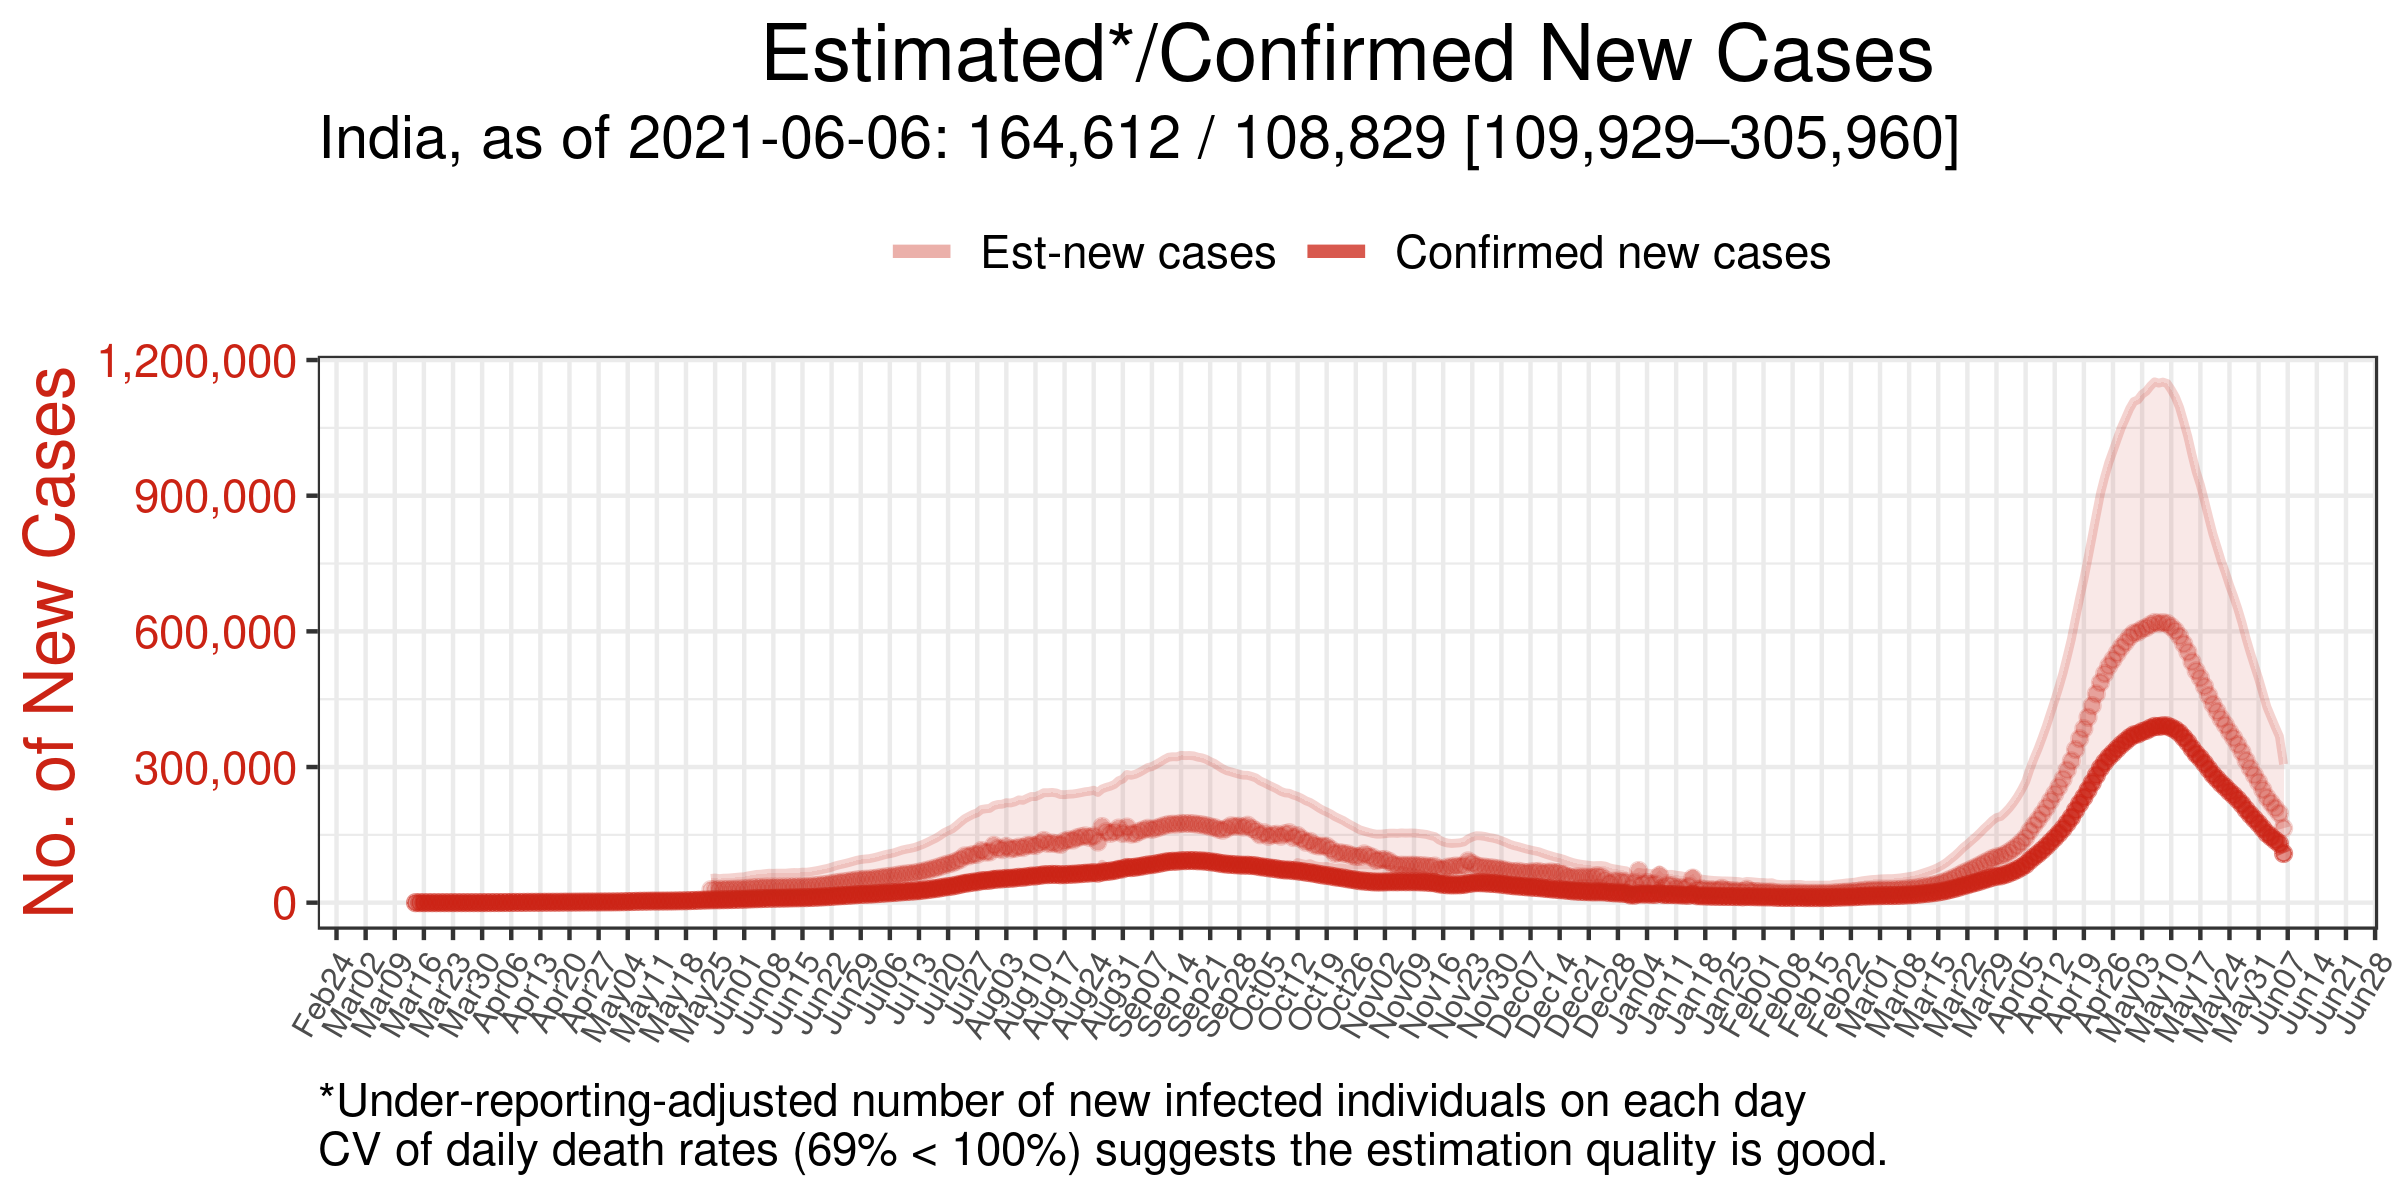 Estimated*/Confirmed New Cases
India, as of 2021-06-06: 164,612 / 108,829 [109,929–305,960]
Est-new cases
Confirmed new cases
No. of New Cases
1,200,000
900,000
600,000
300,000
0
Feb24
Mar02
Mar09
Mar16
Mar23
Mar30
Apr06
Apr13
Apr20
Apr27
May04
May11
May18
May25
Jun01
Jun08
Jun15
Jun22
Jun29
Jul06
Jul13
Jul20
Jul27
Aug03
Aug10
Aug17
Aug24
Aug31
Sep07
Sep14
Sep21
Sep28
Oct05
Oct12
Oct19
Oct26
Nov02
Nov09
Nov16
Nov23
Nov30
Dec07
Dec14
Dec21
Dec28
Jan04
Jan11
Jan18
Jan25
Feb01
Feb08
Feb15
Feb22
Mar01
Mar08
Mar15
Mar22
Mar29
Apr05
Apr12
Apr19
Apr26
May03
May10
May17
May24
May31
Jun07
Jun14
Jun21
Jun28
*Under-reporting-adjusted number of new infected individuals on each day
CV of daily death rates (69% < 100%) suggests the estimation quality is good.